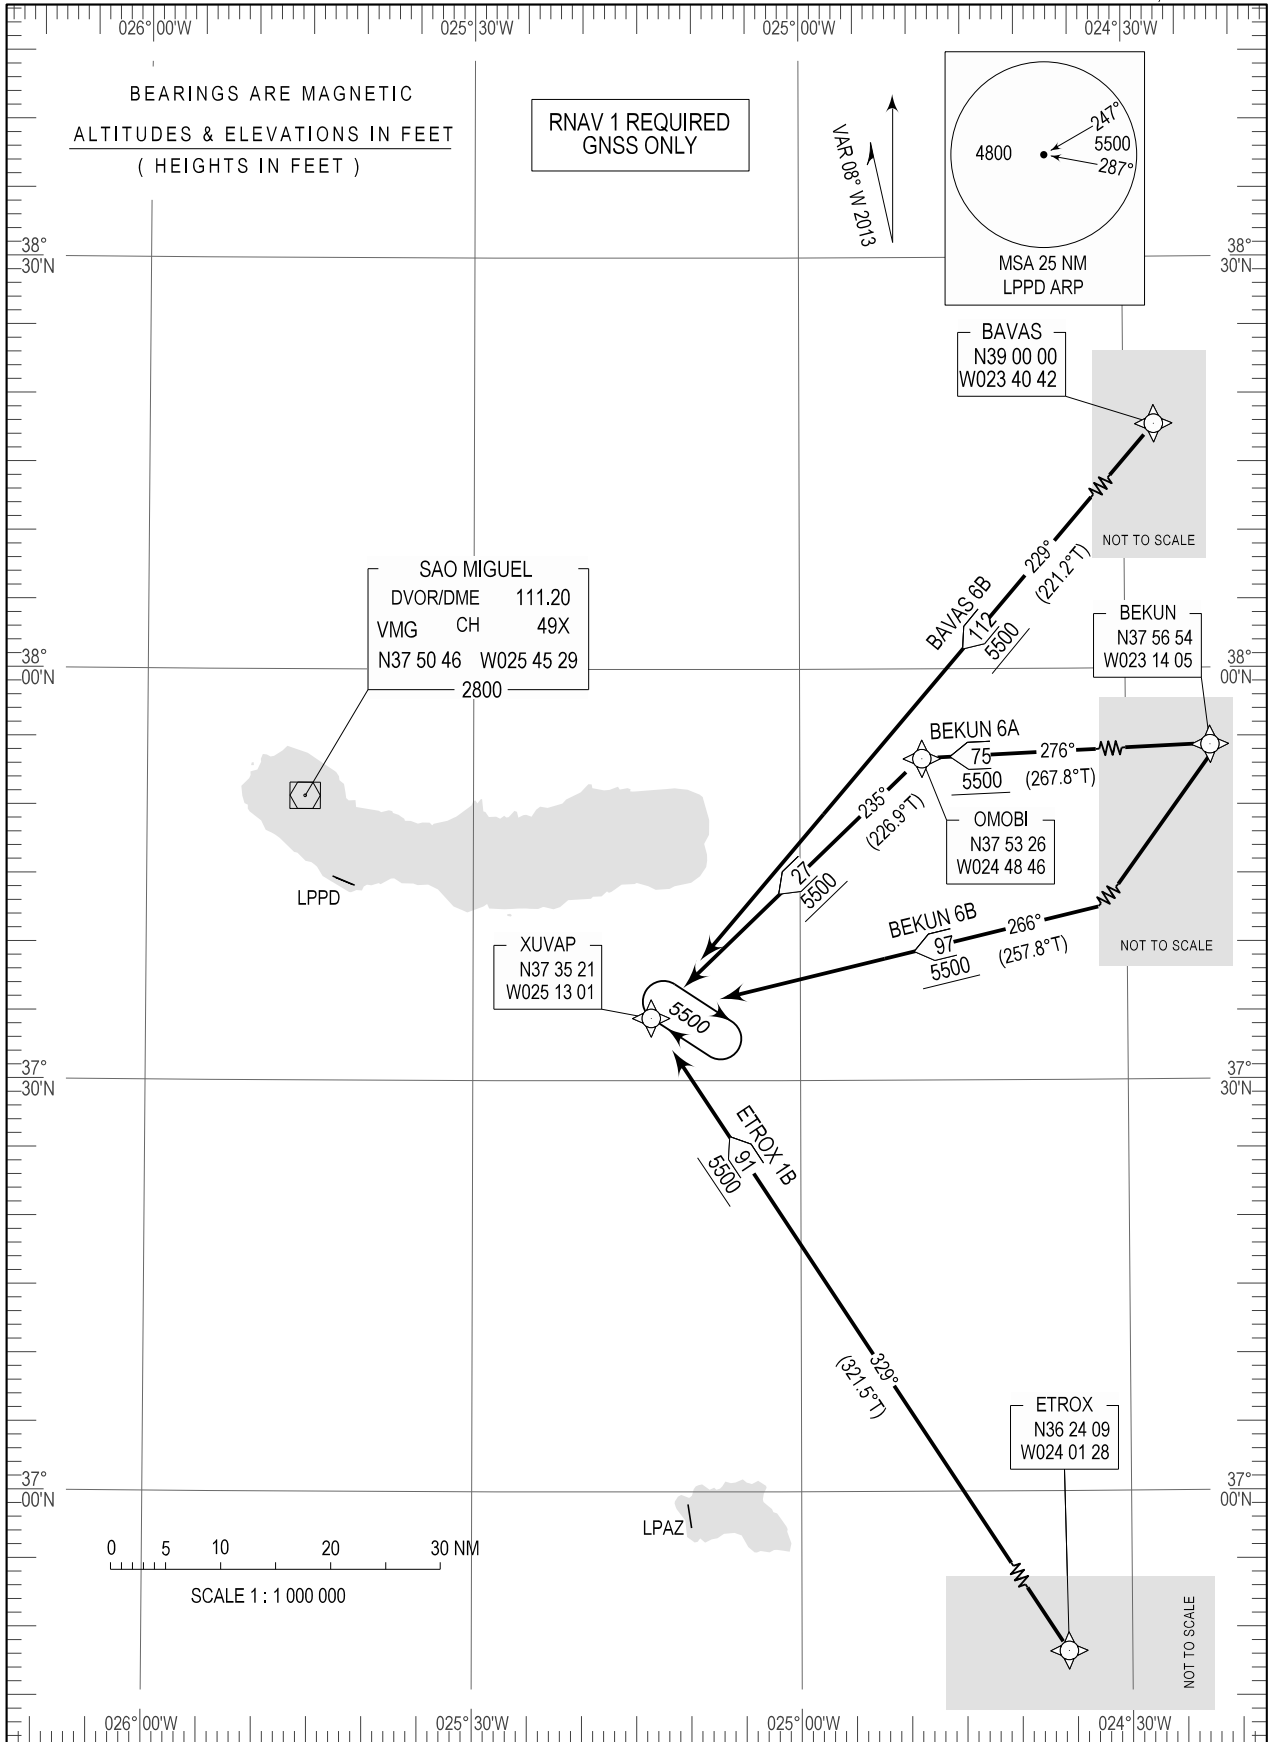 026°00'W
025°30'W
025°00'W
024°30'W
BEARINGS ARE MAGNETIC
ALTITUDES & ELEVATIONS IN FEET
( HEIGHTS IN FEET )
RNAV 1 REQUIRED
GNSS ONLY
VAR 08° W 2013
247°
5500
4800
287°
MSA 25 NM
LPPD ARP
38°
30'N
38°
30'N
BAVAS
N39 00 00
W023 40 42
NOT TO SCALE
229°
(221.2°T)
BAVAS 6B
112
5500
SAO MIGUEL
DVOR/DME 111.20
VMG CH 49X
N37 50 46 W025 45 29
2800
BEKUN
N37 56 54
W023 14 05
38°
00'N
38°
00'N
BEKUN 6A
75
276°
5500
(267.8°T)
235°
(226.9°T)
OMOBI
N37 53 26
W024 48 46
27
5500
LPPD
BEKUN 6B
97
266°
5500
(257.8°T)
NOT TO SCALE
XUVAP
N37 35 21
W025 13 01
5500
37°
30'N
37°
30'N
ETROX 1B
91
5500
329°
(321.5°T)
ETROX
N36 24 09
W024 01 28
37°
00'N
37°
00'N
LPAZ
0 5 10 20 30 NM
SCALE 1 : 1 000 000
NOT TO SCALE
026°00'W
025°30'W
025°00'W
024°30'W